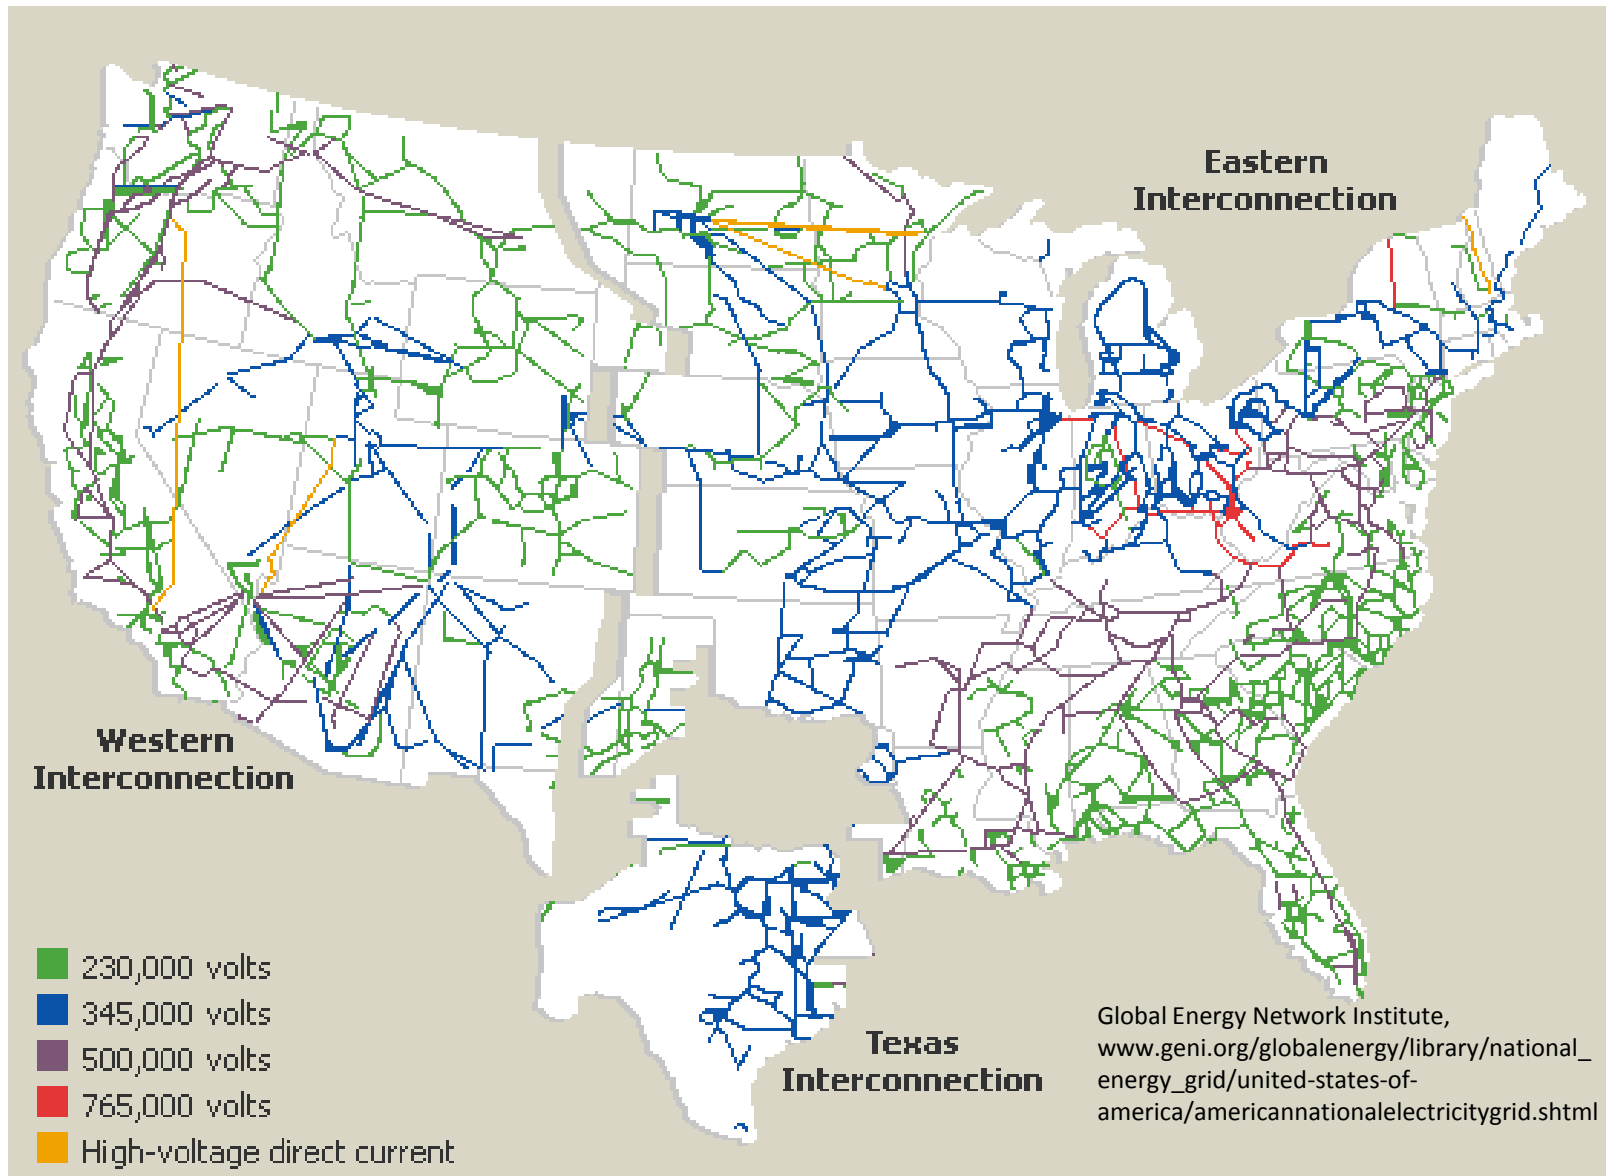 Eastern
Interconnection
Western
Interconnection
Texas
Interconnection
230,000 volts
345,000 volts
500,000 volts
765,000 volts
High-voltage direct current
Global Energy Network Institute,
www.geni.org/globalenergy/library/national_
energy_grid/united-states-of-
america/americannationalelectricitygrid.shtml